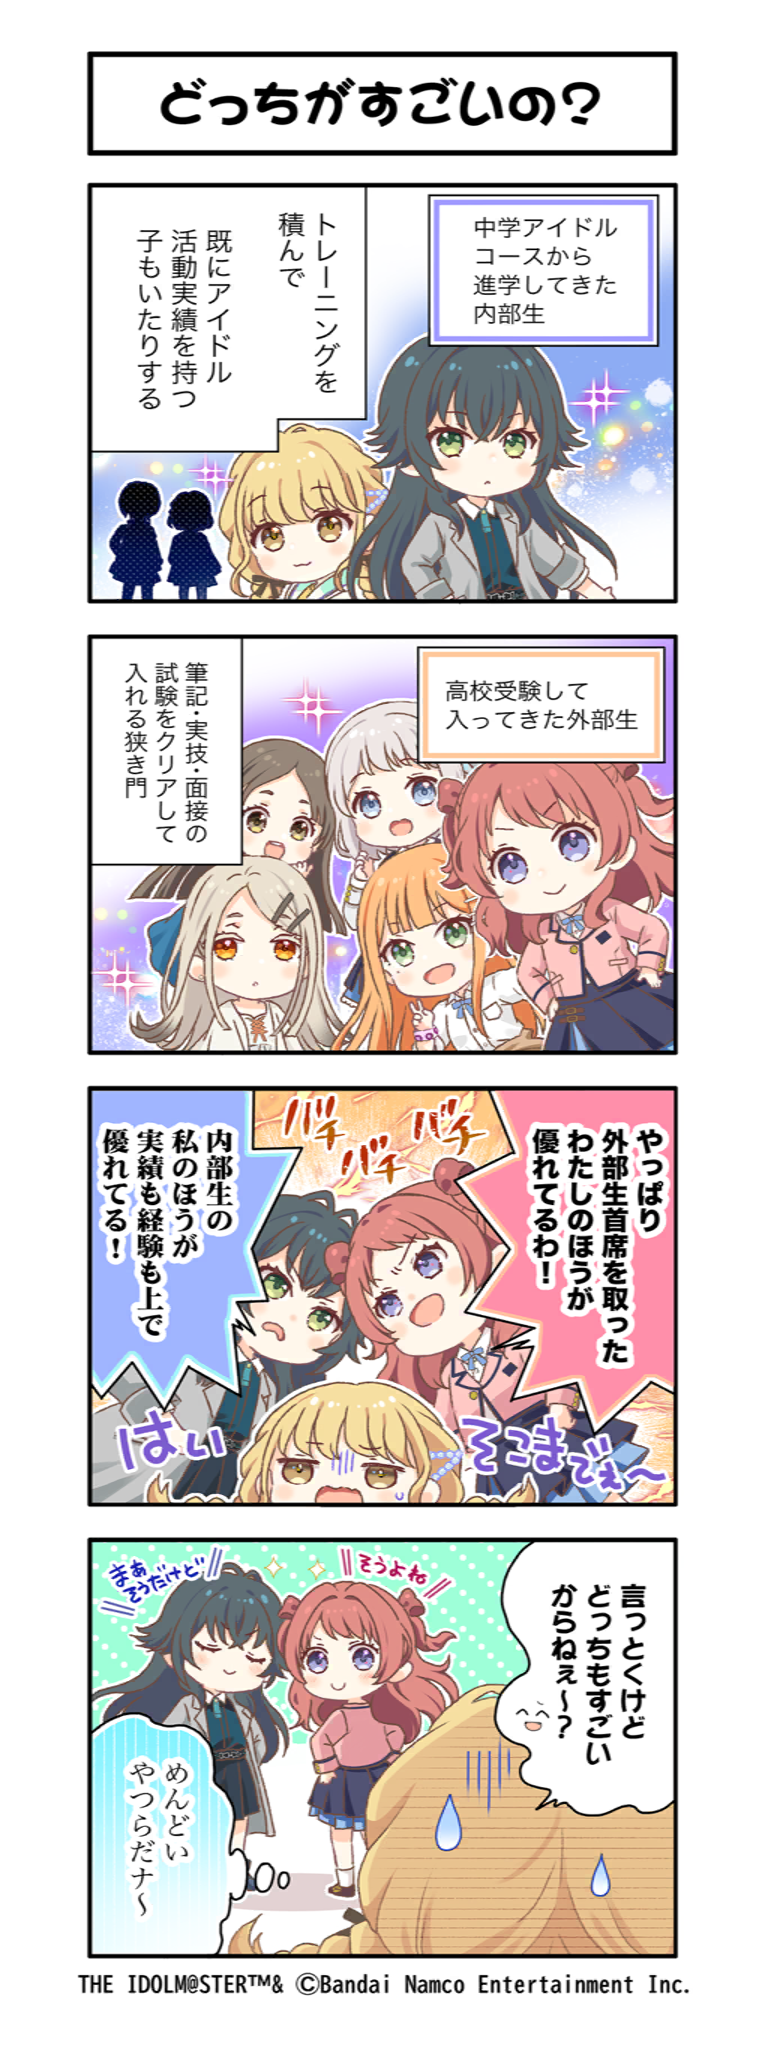 どっちがすごいの？
中学アイドル
コースから
進学してきた
内部生
トレーニングを
積んで
既にアイドル
活動実績を持つ
子もいたりする
高校受験して
入ってきた外部生
筆記・実技・面接の
試験をクリアして
入れる狭き門
やっぱり
外部生首席を取った
わたしのほうが
優れてるわ！
バチ
バチ
バチ
内部生の
私のほうが
実績も経験も上で
優れてる！
はい
そこまでぇ〜
言っとくけど
どっちもすごい
からねぇ〜？
そうよね
まぁ
そうだけど
めんどい
やつらだナ〜
THE IDOLM@STER™& ©Bandai Namco Entertainment Inc.